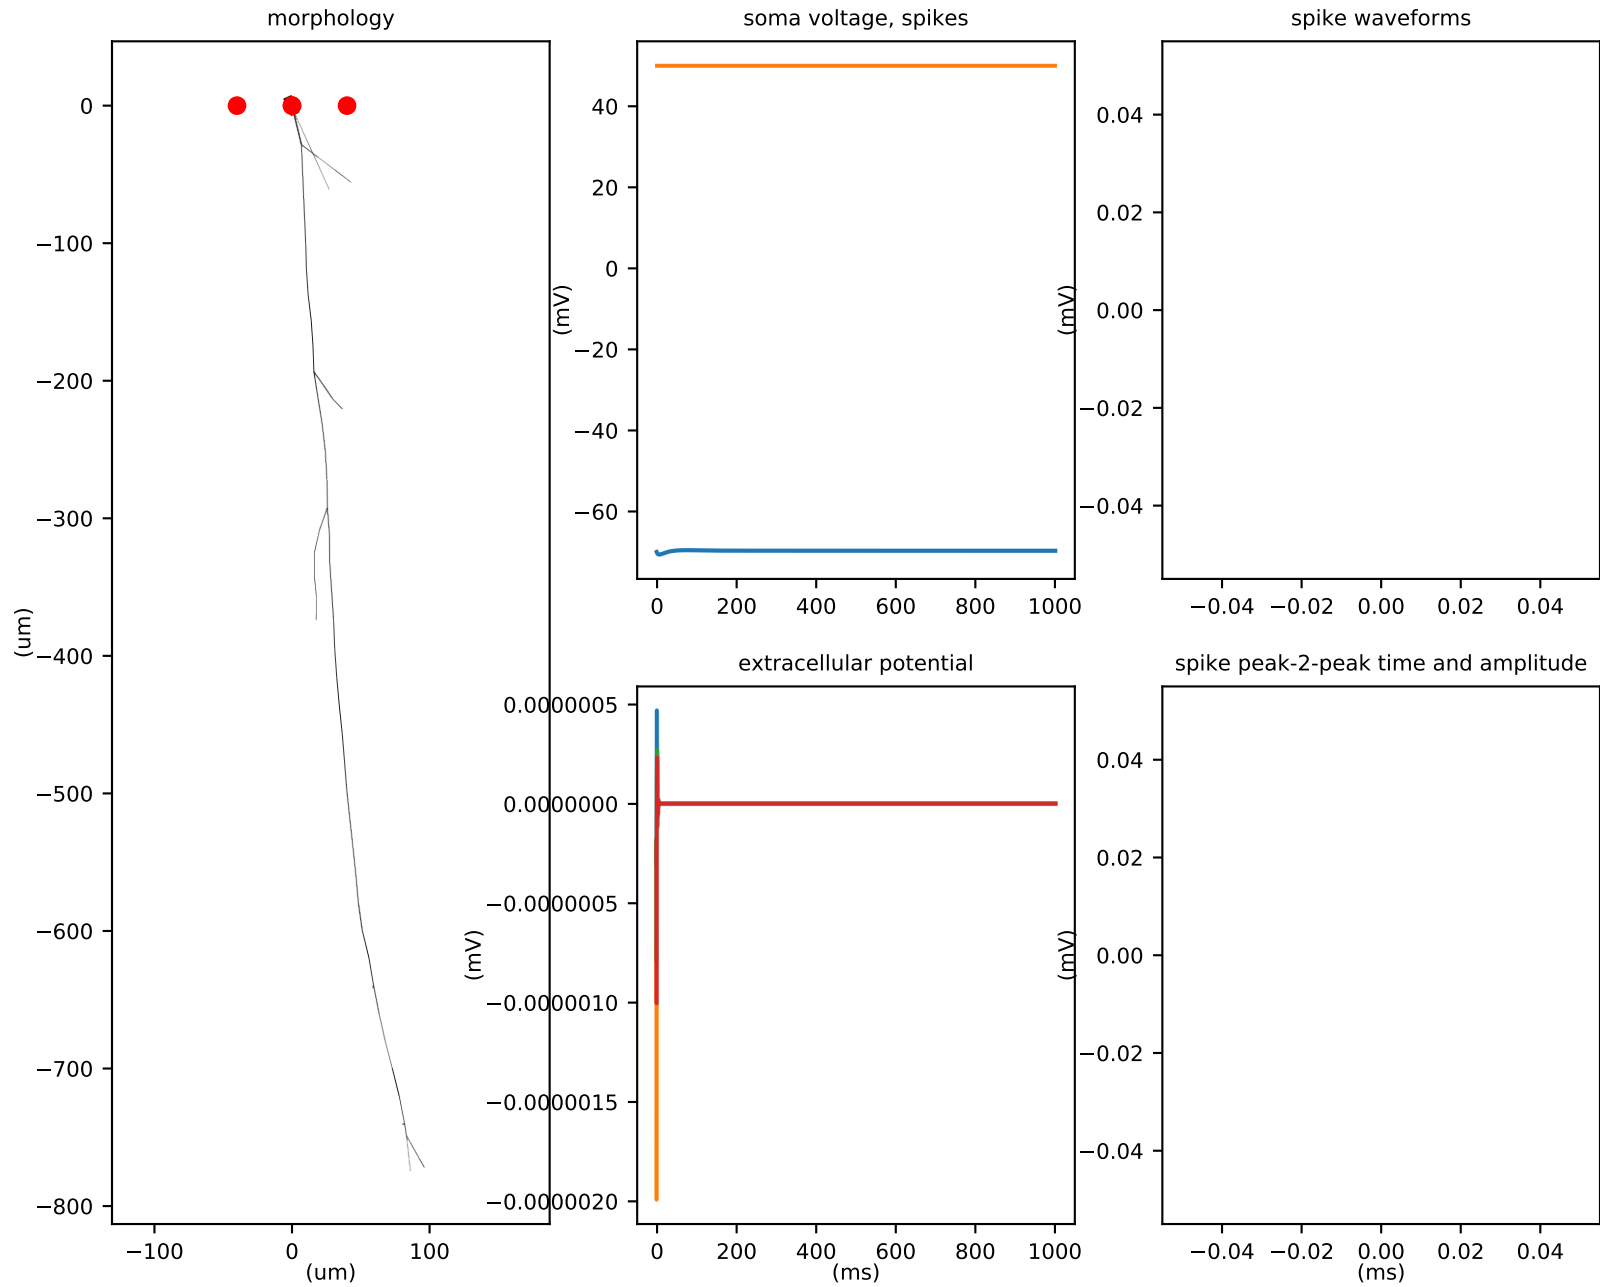 morphology
0
−100
−200
−300
−400
−500
−600
−700
−800
(um)
−100 0 100
(um)
soma voltage, spikes
40
20
0
−20
−40
−60
(mV)
0 200 400 600 800 1000
spike waveforms
0.04
0.02
0.00
−0.02
−0.04
(mV)
−0.04 −0.02 0.00 0.02 0.04
extracellular potential
0.0000005
0.0000000
−0.0000005
−0.0000010
−0.0000015
−0.0000020
(mV)
0 200 400 600 800 1000
(ms)
spike peak-2-peak time and amplitude
0.04
0.02
0.00
−0.02
−0.04
(mV)
−0.04 −0.02 0.00 0.02 0.04
(ms)